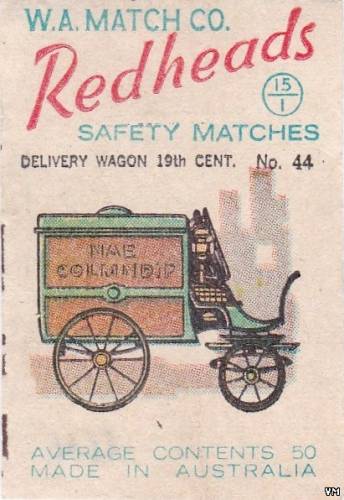 W.A. MATCH CO.
Redheads
15
1
SAFETY MATCHES
DELIVERY WAGON 19th CENT. No. 44
AVERAGE CONTENTS 50
MADE IN AUSTRALIA
VM